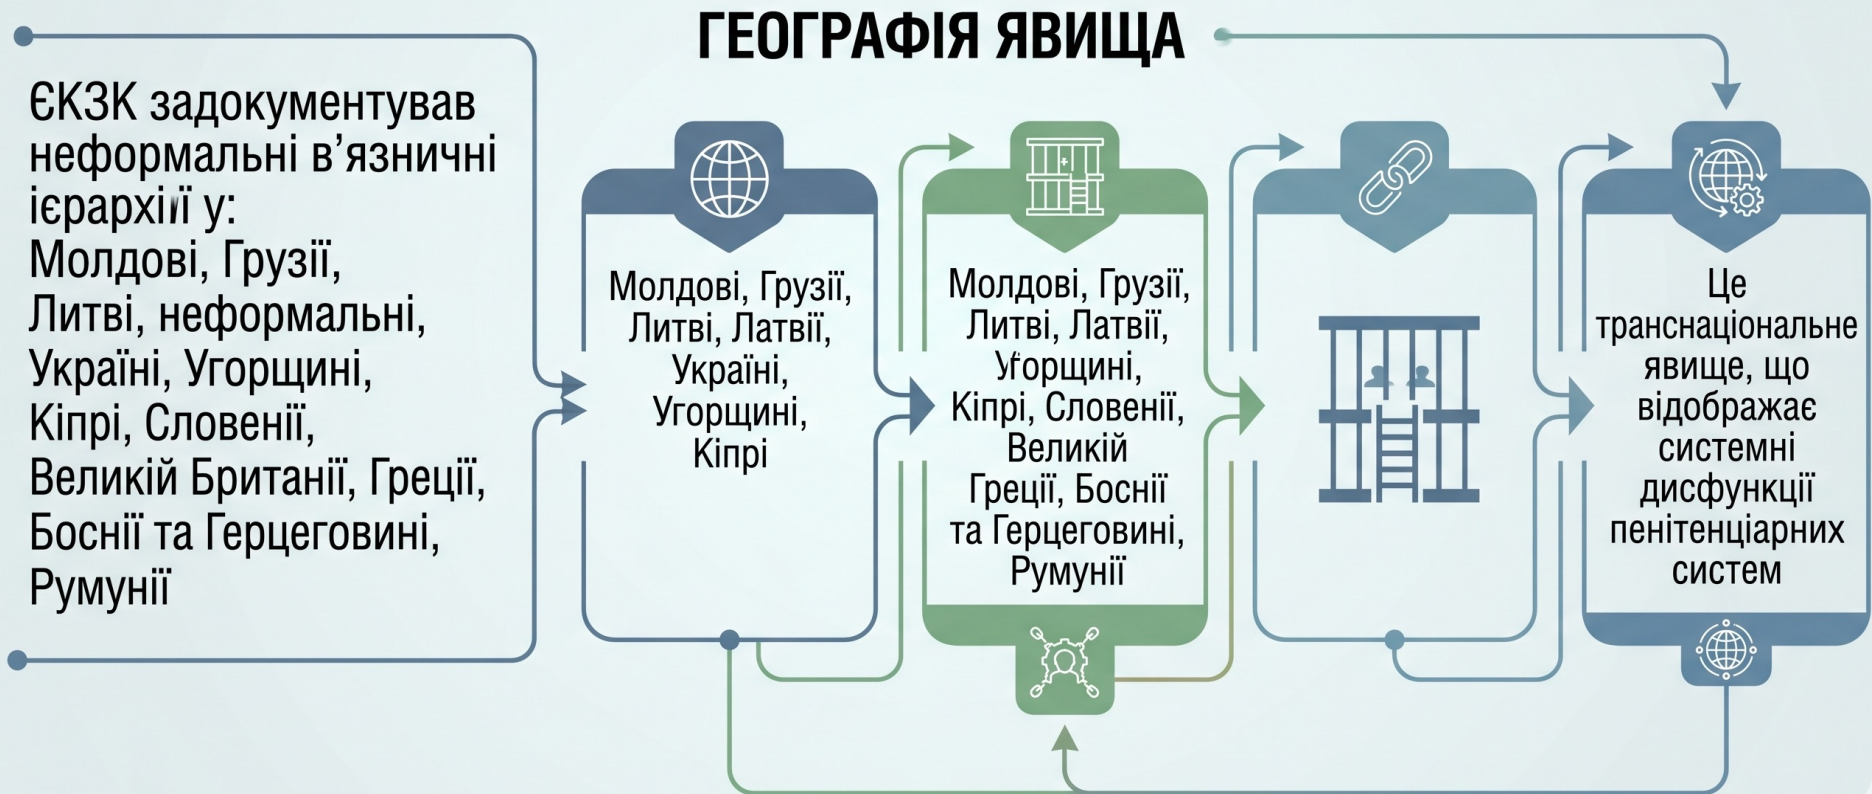 ГЕОГРАФІЯ ЯВИЩА
ЄКЗК задокументував
неформальні в’язничні
ієрархіїї у:
Молдові, Грузії,
Литві, неформальні,
Україні, Угорщині,
Кіпрі, Словенії,
Великій Британії, Греції,
Боснії та Герцеговині,
Румунії
Молдові, Грузії,
Литві, Латвії,
Україні,
Угорщині,
Кіпрі
Молдові, Грузії,
Литві, Латвії,
Угорщині,
Кіпрі, Словенії,
Великій
Греції, Боснії
та Герцеговині,
Румунії
Це
транснаціональне
явище, що
відображає
системні
дисфункції
пенітенціарних
систем